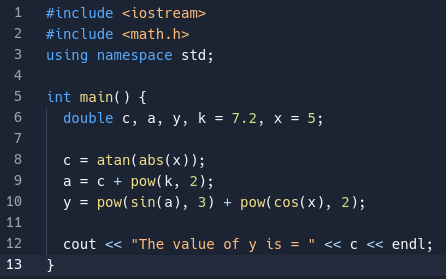 1 #include <iostream>
2 #include <math.h>
3 using namespace std;
4
5 int main() {
6   double c, a, y, k = 7.2, x = 5;
7
8   c = atan(abs(x));
9   a = c + pow(k, 2);
10   y = pow(sin(a), 3) + pow(cos(x), 2);
11
12   cout << "The value of y is = " << c << endl;
13 }